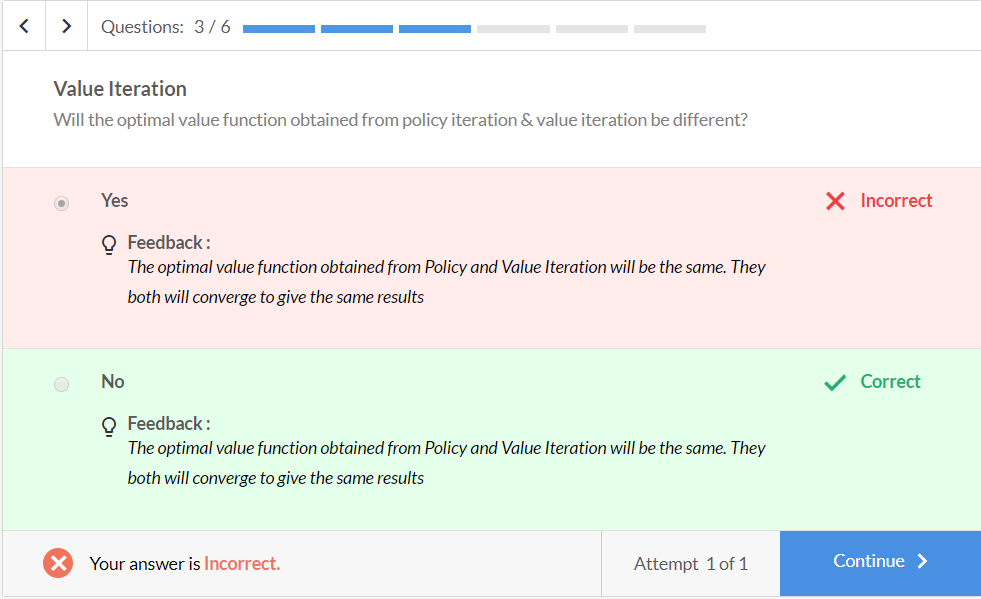 Questions: 3 / 6
Value Iteration
Will the optimal value function obtained from policy iteration & value iteration be different?
Yes
Incorrect
Feedback :
The optimal value function obtained from Policy and Value Iteration will be the same. They
both will converge to give the same results
No
Correct
Feedback :
The optimal value function obtained from Policy and Value Iteration will be the same. They
both will converge to give the same results
Your answer is Incorrect.
Attempt 1 of 1
Continue